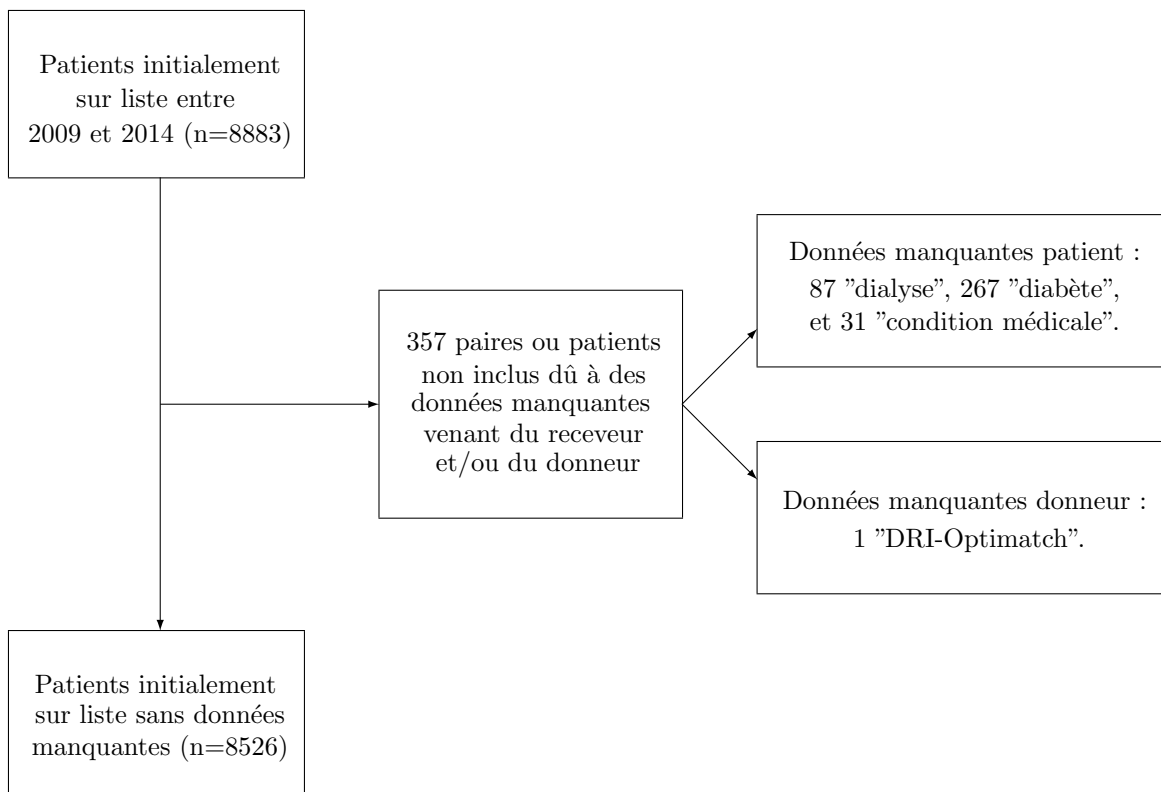 Patients initialement
sur liste entre
2009 et 2014 (n=8883)
357 paires ou patients
non inclus dû à des
données manquantes
venant du receveur
et/ou du donneur
Données manquantes patient :
87 ”dialyse”, 267 ”diabète”,
et 31 ”condition médicale”.
Données manquantes donneur :
1 ”DRI-Optimatch”.
Patients initialement
sur liste sans données
manquantes (n=8526)